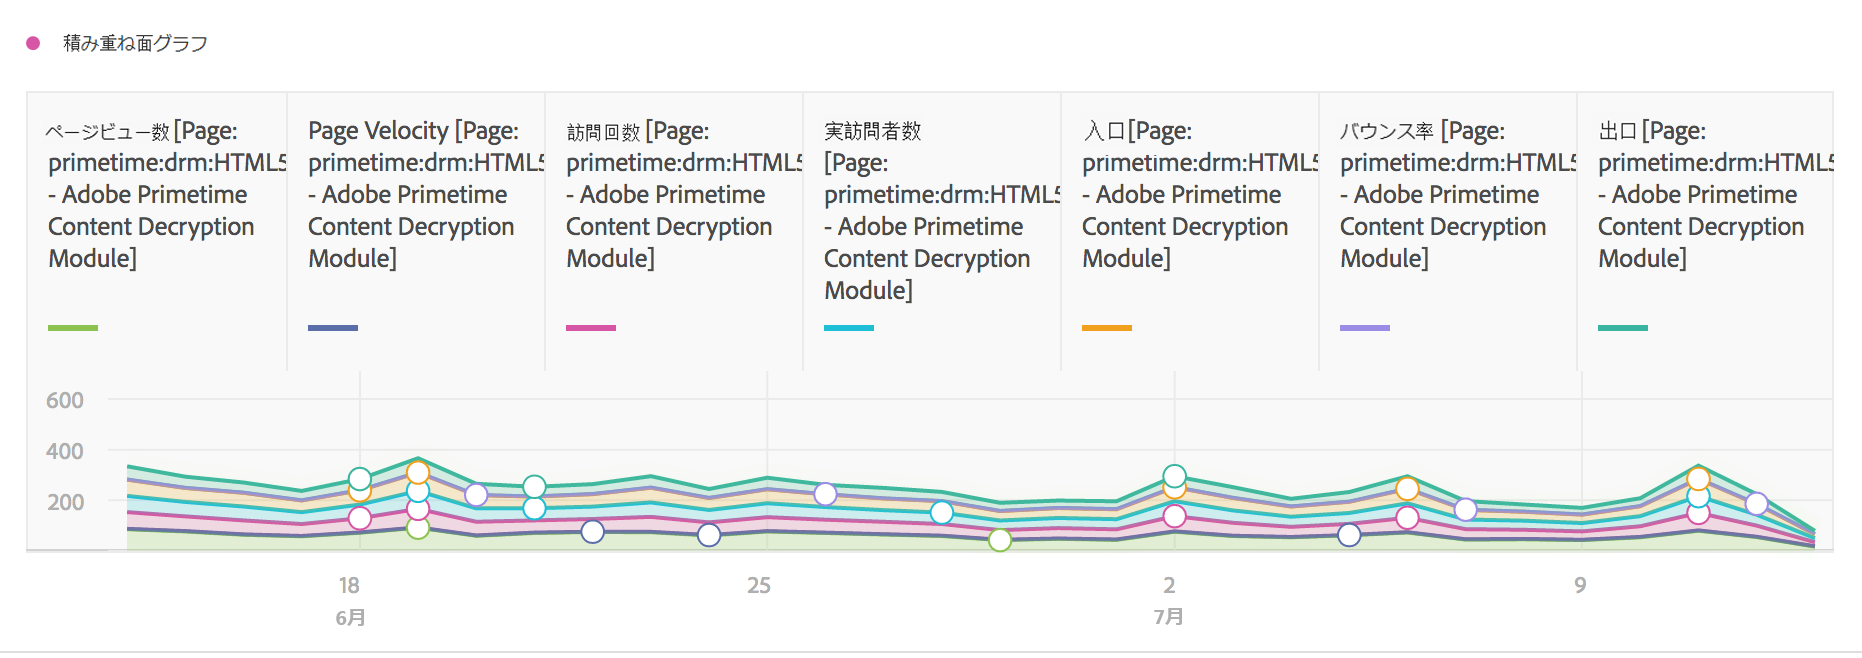 積み重ね面グラフ
ページビュー数 [Page:
primetime:drm:HTML5
- Adobe Primetime
Content Decryption
Module]
Page Velocity [Page:
primetime:drm:HTML5
- Adobe Primetime
Content Decryption
Module]
訪問回数 [Page:
primetime:drm:HTML5
- Adobe Primetime
Content Decryption
Module]
実訪問者数
[Page:
primetime:drm:HTML5
- Adobe Primetime
Content Decryption
Module]
入口 [Page:
primetime:drm:HTML5
- Adobe Primetime
Content Decryption
Module]
バウンス率 [Page:
primetime:drm:HTML5
- Adobe Primetime
Content Decryption
Module]
出口 [Page:
primetime:drm:HTML5
- Adobe Primetime
Content Decryption
Module]
600
400
200
18
25
2
9
6月
7月